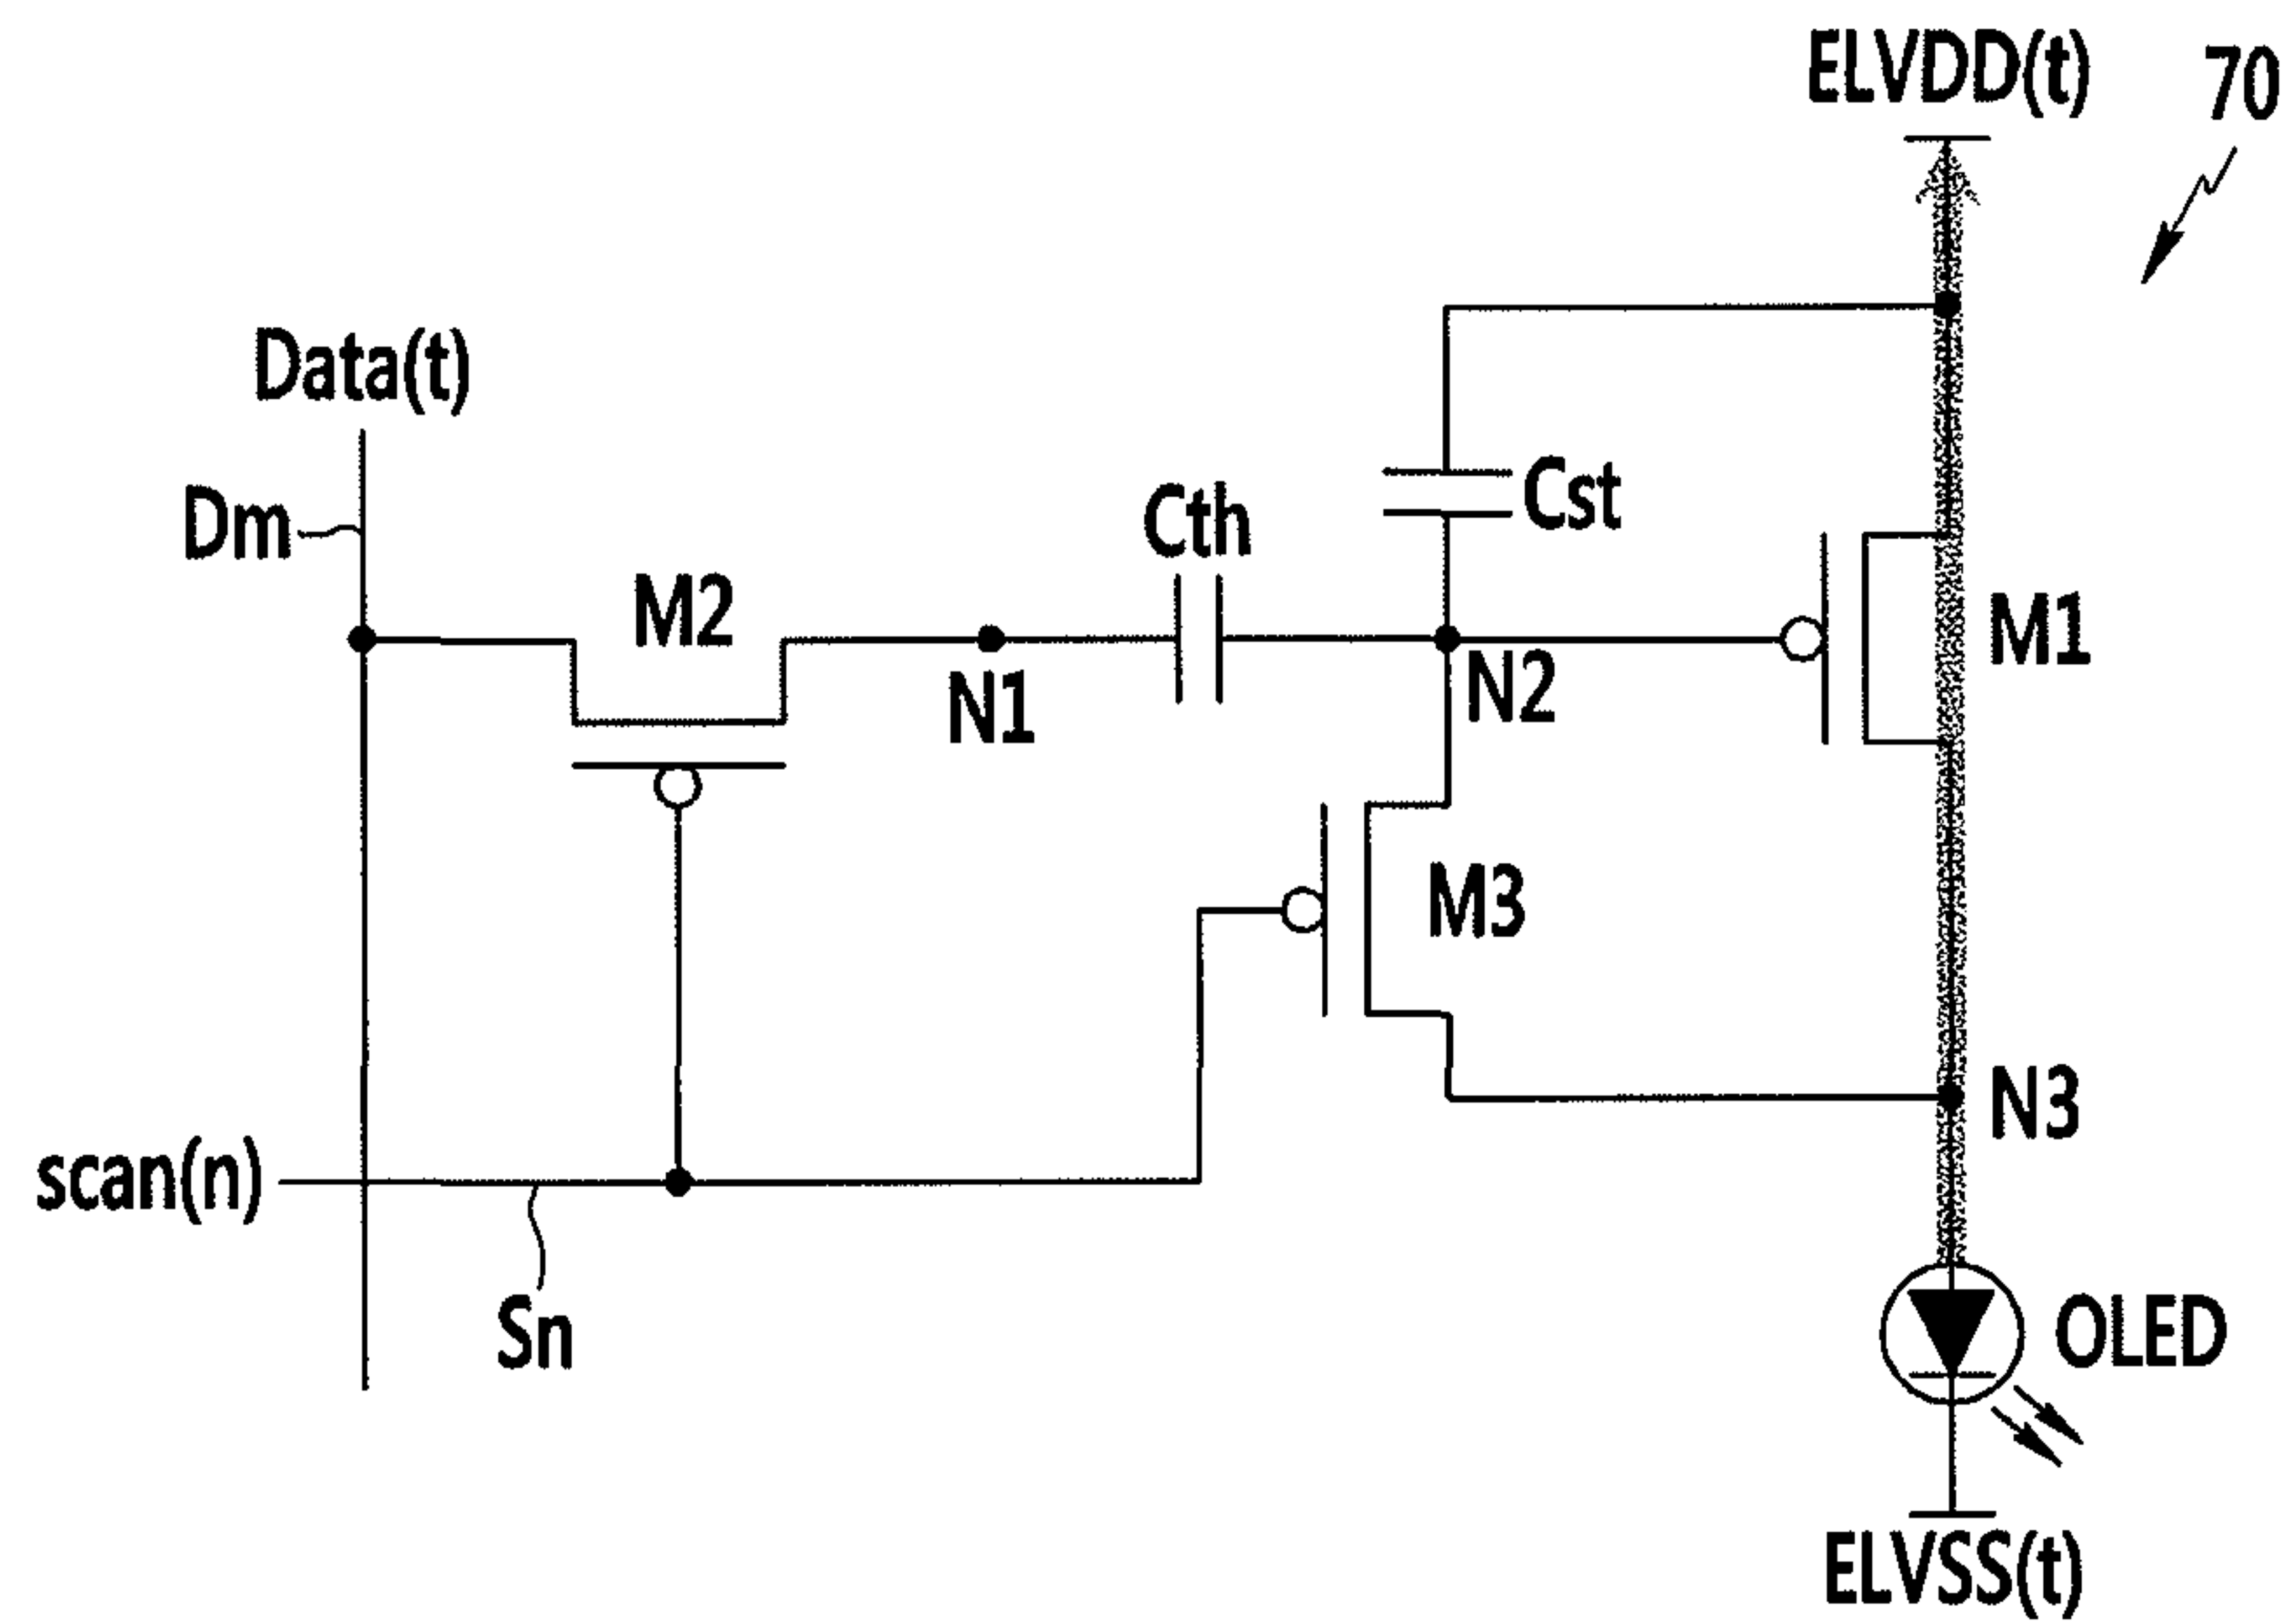 ELVDD(t)
70
Data(t)
Dm
Cst
Cth
M2
M1
N1
N2
M3
N3
scan(n)
Sn
OLED
ELVSS(t)